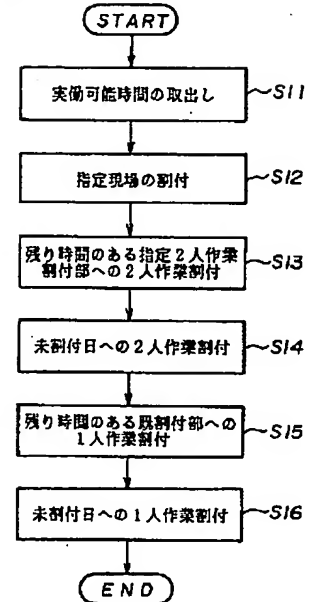 START
実働可能時間の取出し
S11
指定現場の割付
S12
残り時間のある指定2人作業
割付部への2人作業割付
S13
未割付日への2人作業割付
S14
残り時間のある既割付部への
1人作業割付
S15
未割付日への1人作業割付
S16
END